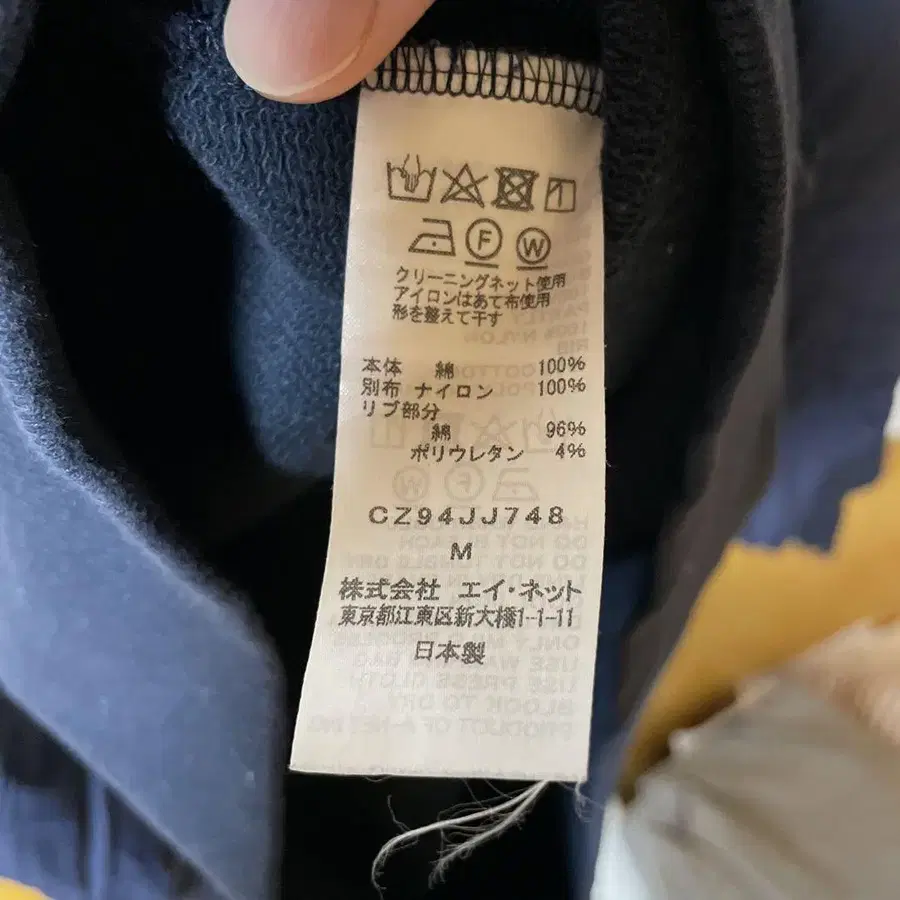 クリーニングネット使用
アイロンはあて布使用
形を整えて干す
本体 綿 100%
別布 ナイロン 100%
リブ部分
綿 96%
ポリウレタン 4%
CZ94JJ748
M
株式会社 エイ・ネット
東京都江東区新大橋1-1-11
日本製
F
W